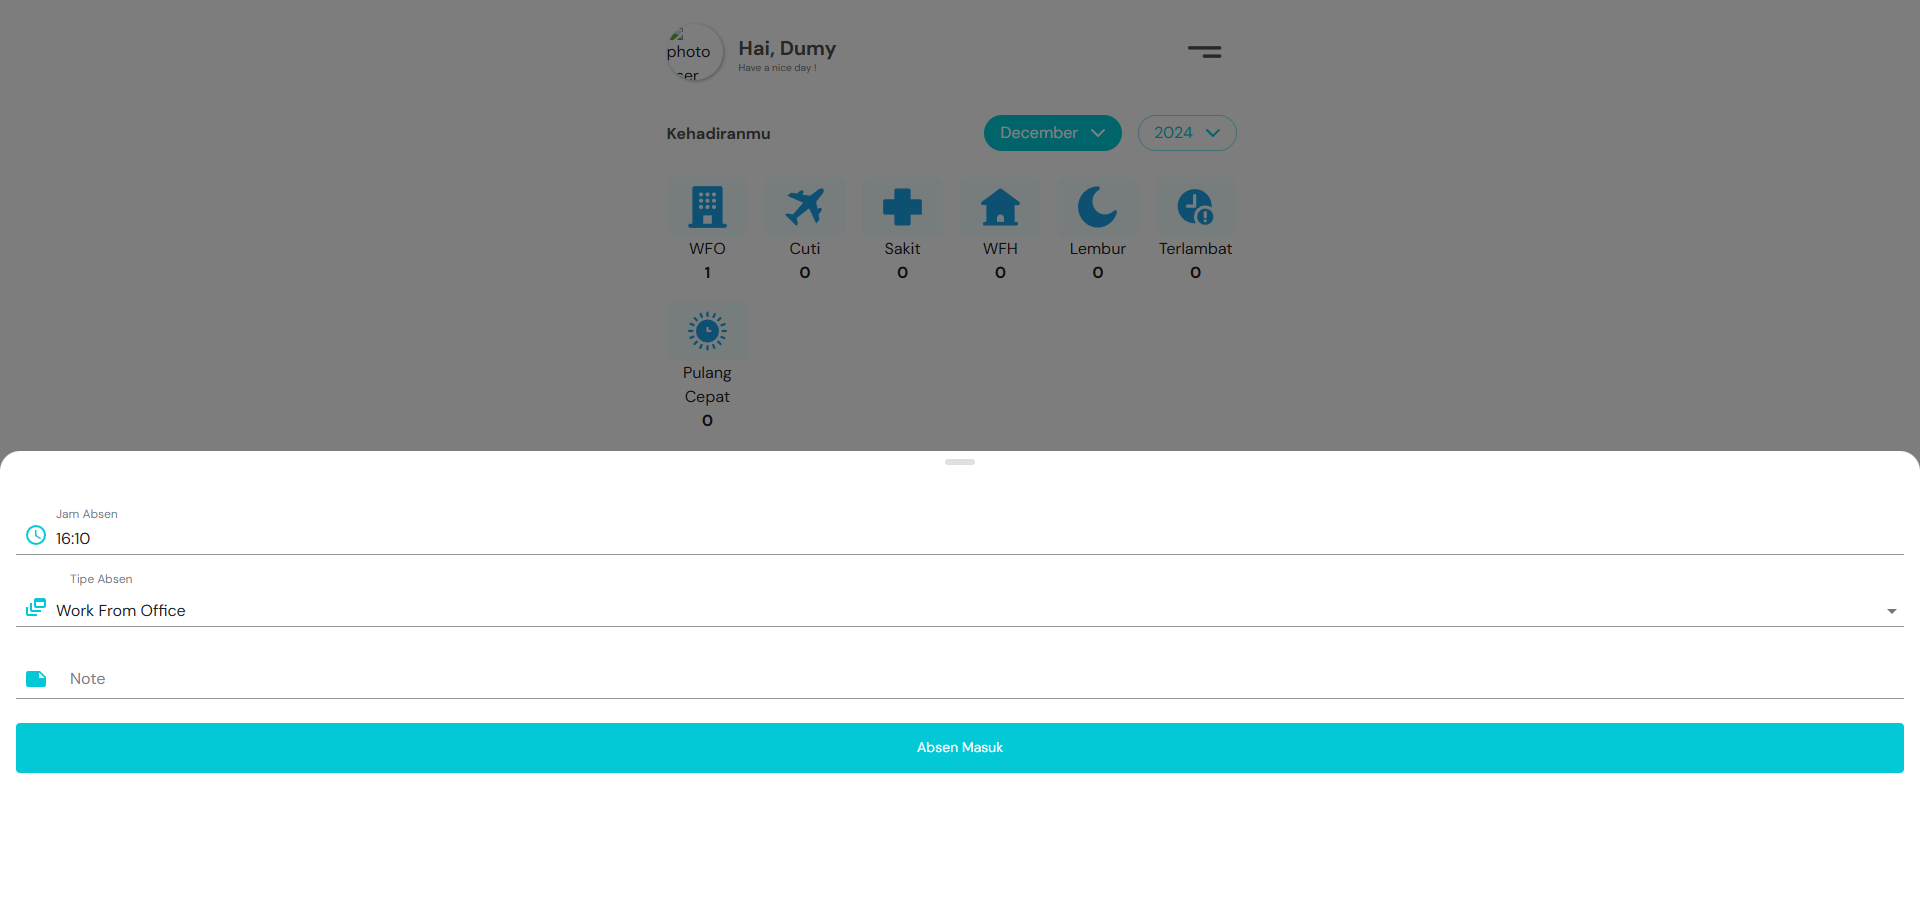 photo
ser
Hai, Dumy
Have a nice day !
Kehadiranmu
December
2024
WFO
1
Cuti
0
Sakit
0
WFH
0
Lembur
0
Terlambat
0
Pulang
Cepat
0
Jam Absen
16:10
Tipe Absen
Work From Office
Note
Absen Masuk